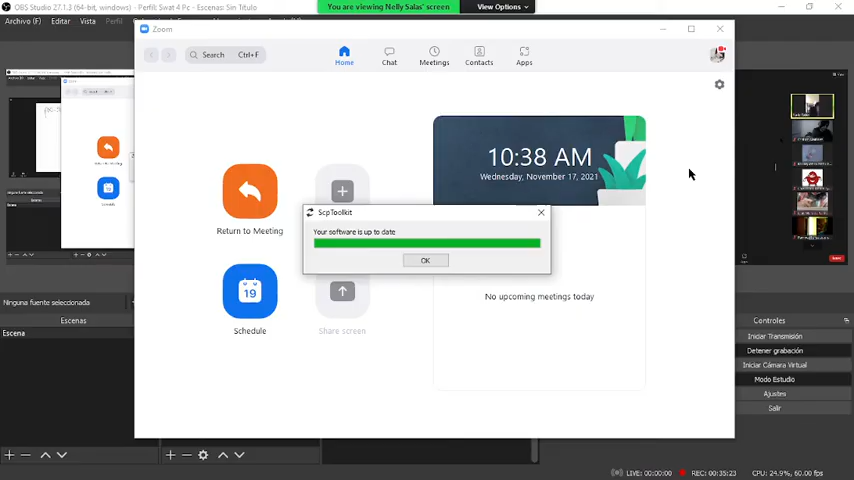 OBS Studio 27.1.3 (64-bit, windows) - Perfil: Swat 4 Pc - Escenas: Sin Título
You are viewing Nelly Salas' screen
View Options
Archivo (F) Editar Vista Perfil
Zoom
Search Ctrl+F
Home
Chat
Meetings
Contacts
Apps
10:38 AM
Wednesday, November 17, 2021
Return to Meeting
ScpToolkit
Your software is up to date
OK
19
Schedule
Share screen
No upcoming meetings today
Ninguna fuente seleccionada
Escenas
Escena
Controles
Iniciar Transmisión
Detener grabación
Iniciar Cámara Virtual
Modo Estudio
Ajustes
Salir
LIVE: 00:00:00
REC: 00:35:23
CPU: 24.9%, 60.00 fps